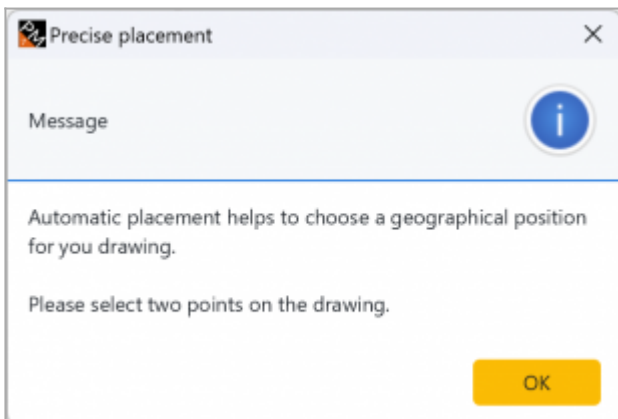 Precise placement
Message
Automatic placement helps to choose a geographical position
for you drawing.
Please select two points on the drawing.
OK